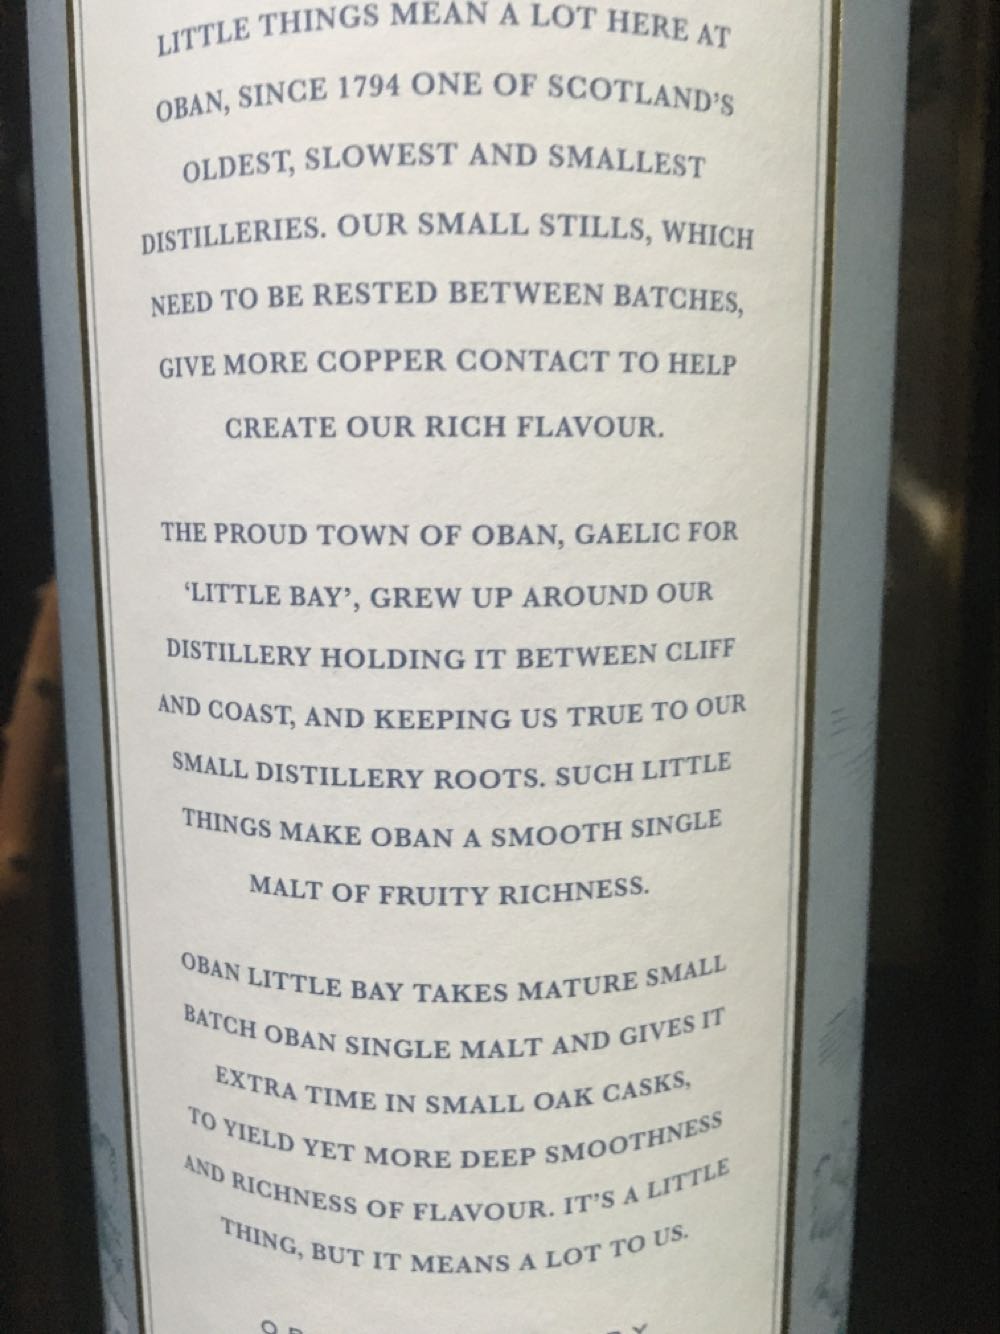 LITTLE THINGS MEAN A LOT HERE AT
OBAN, SINCE 1794 ONE OF SCOTLAND'S
OLDEST, SLOWEST AND SMALLEST
DISTILLERIES. OUR SMALL STILLS, WHICH
NEED TO BE RESTED BETWEEN BATCHES,
GIVE MORE COPPER CONTACT TO HELP
CREATE OUR RICH FLAVOUR.
THE PROUD TOWN OF OBAN, GAELIC FOR
‘LITTLE BAY’, GREW UP AROUND OUR
DISTILLERY HOLDING IT BETWEEN CLIFF
AND COAST, AND KEEPING US TRUE TO OUR
SMALL DISTILLERY ROOTS. SUCH LITTLE
THINGS MAKE OBAN A SMOOTH SINGLE
MALT OF FRUITY RICHNESS.
OBAN LITTLE BAY TAKES MATURE SMALL
BATCH OBAN SINGLE MALT AND GIVES IT
EXTRA TIME IN SMALL OAK CASKS,
TO YIELD YET MORE DEEP SMOOTHNESS
AND RICHNESS OF FLAVOUR. IT'S A LITTLE
THING, BUT IT MEANS A LOT TO US.